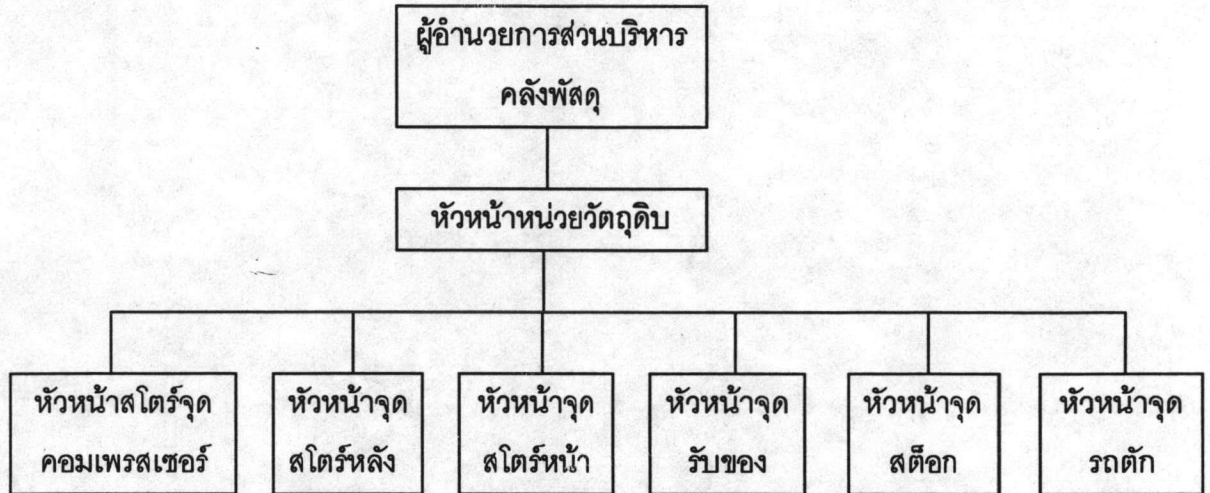 ผู้อำนวยการส่วนบริหาร
คลังพัสดุ
หัวหน้าหน่วยวัตถุดิบ
หัวหน้าสโตร์จุด
คอมเพรสเซอร์
หัวหน้าจุด
สโตร์หลัง
หัวหน้าจุด
สโตร์หน้า
หัวหน้าจุด
รับของ
หัวหน้าจุด
สต็อก
หัวหน้าจุด
รถตัก